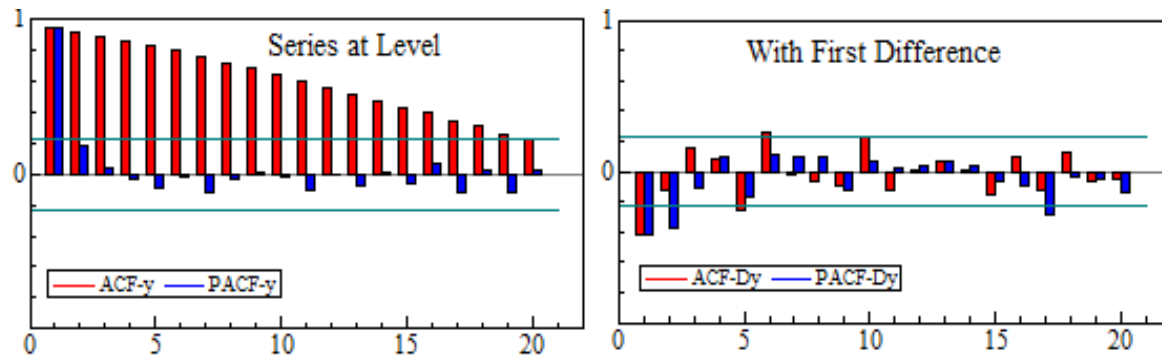 1
Series at Level
0
ACF-y PACF-y
0 5 10 15 20
1
With First Difference
0
ACF-Dy PACF-Dy
0 5 10 15 20